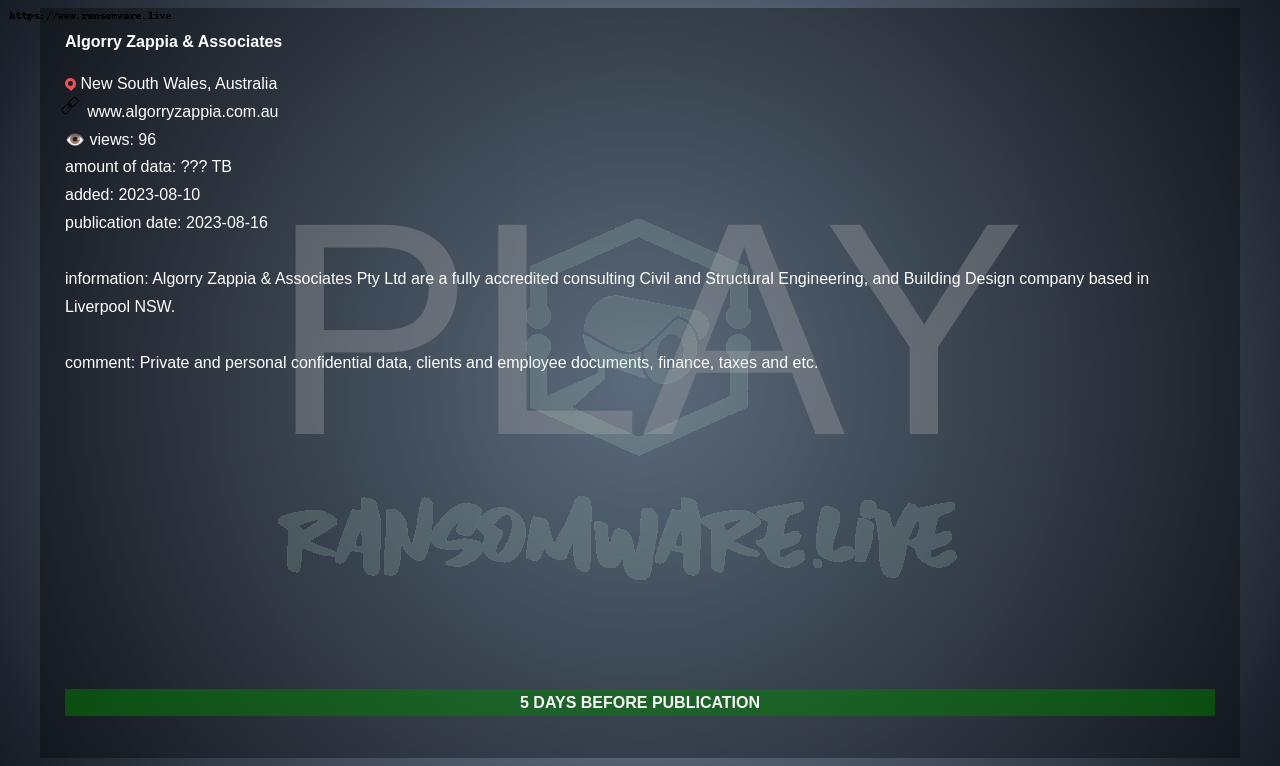 https://www.ransomware.live
Algorry Zappia & Associates
New South Wales, Australia
www.algorryzappia.com.au
views: 96
amount of data: ??? TB
added: 2023-08-10
publication date: 2023-08-16
PLAY
information: Algorry Zappia & Associates Pty Ltd are a fully accredited consulting Civil and Structural Engineering, and Building Design company based in
Liverpool NSW.
comment: Private and personal confidential data, clients and employee documents, finance, taxes and etc.
RANSOMWARE.LIVE
5 DAYS BEFORE PUBLICATION